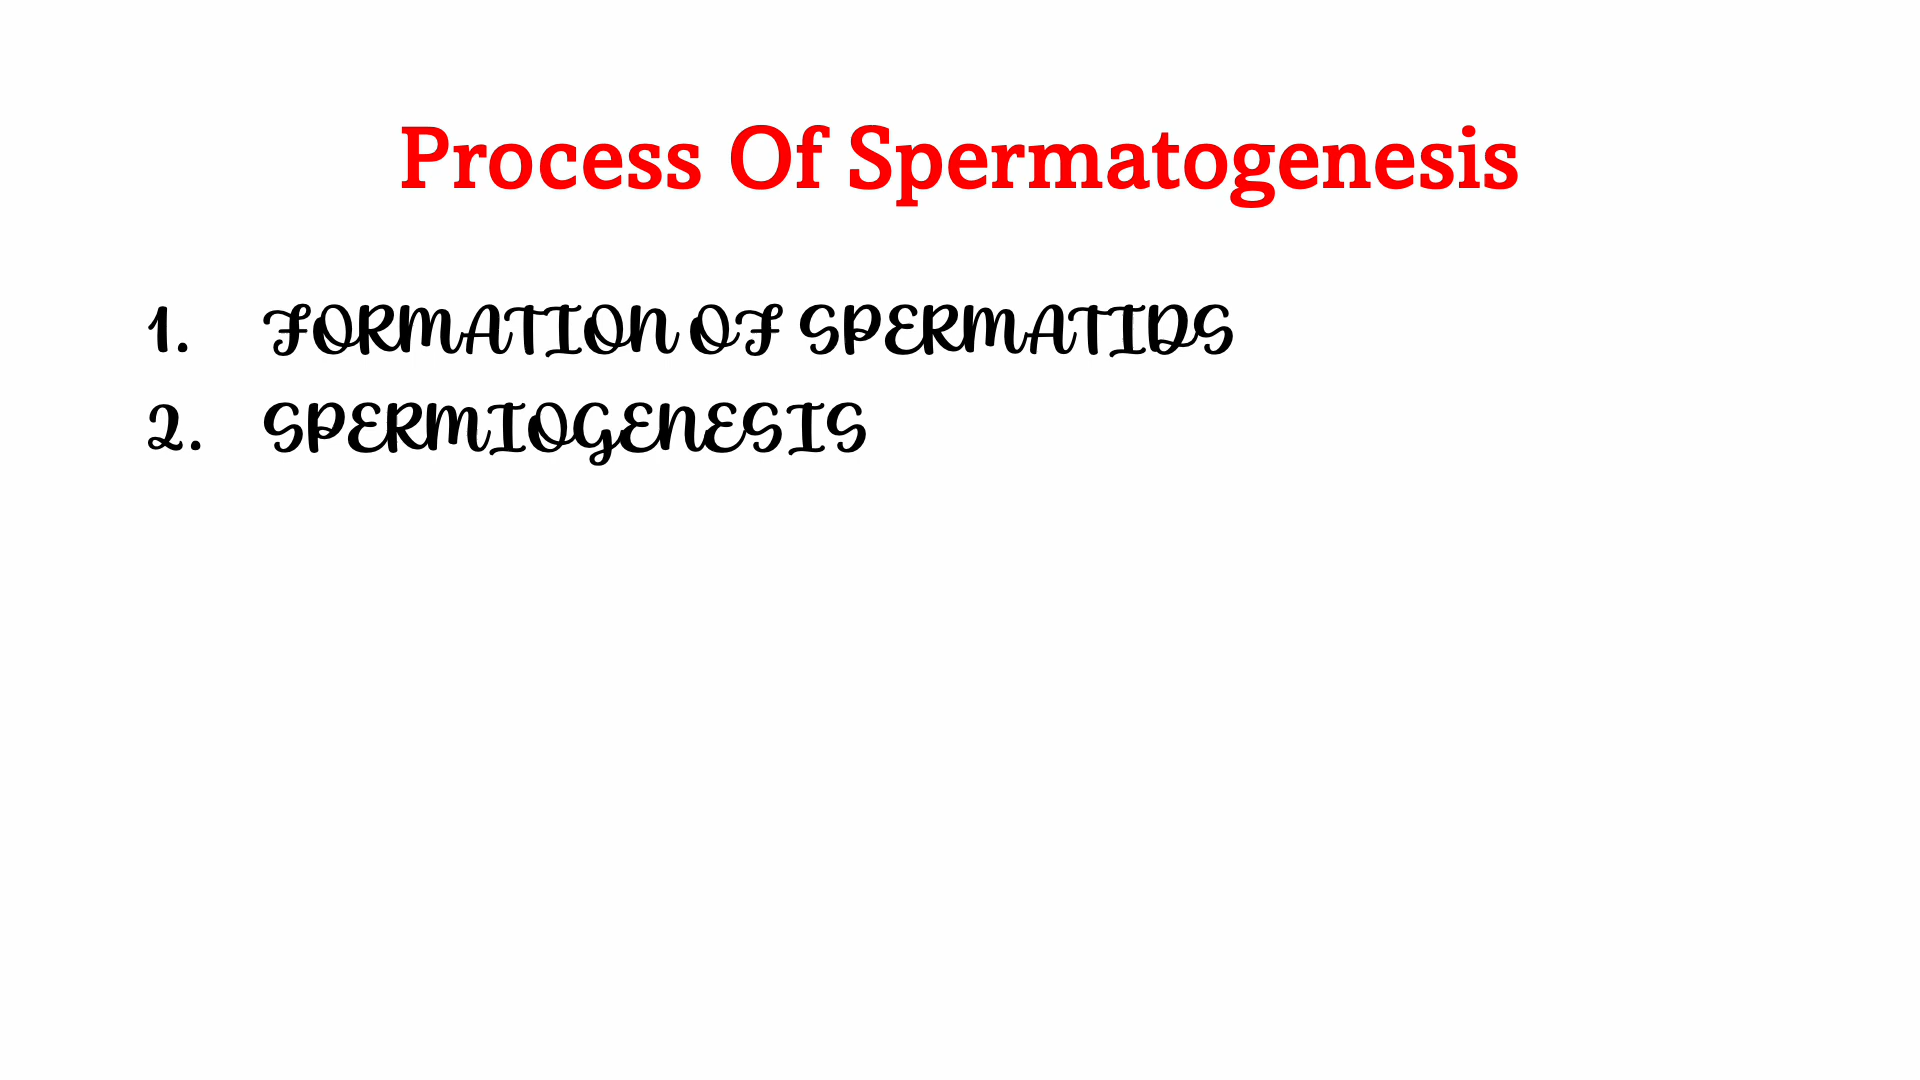 Process Of Spermatogenesis
1. FORMATION OF SPERMATIDS
2. SPERMIOGENESIS